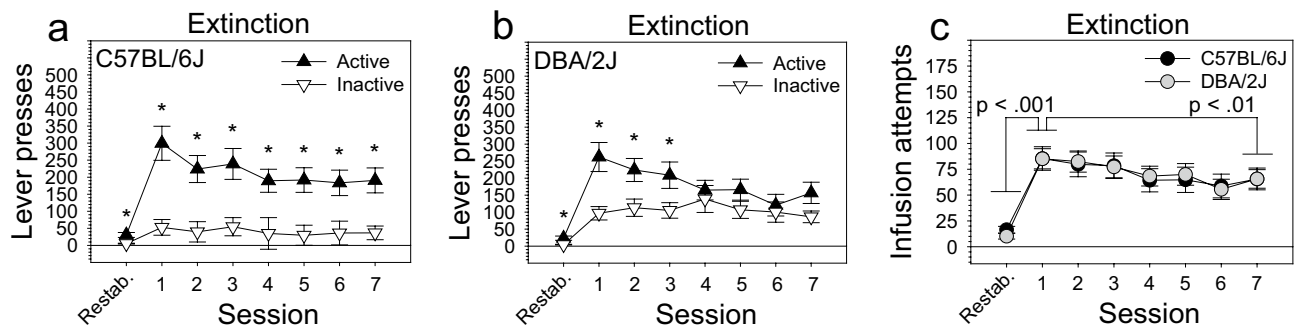 a
Extinction
C57BL/6J
Active
Inactive
*
*
*
*
*
*
*
*
Lever presses
500
450
400
350
300
250
200
150
100
50
0
Restab.
1
2
3
4
5
6
7
Session
b
Extinction
DBA/2J
Active
Inactive
*
*
*
*
Lever presses
500
450
400
350
300
250
200
150
100
50
0
Restab.
1
2
3
4
5
6
7
Session
c
Extinction
C57BL/6J
DBA/2J
p < .001
p < .01
Infusion attempts
175
150
125
100
75
50
25
0
Restab.
1
2
3
4
5
6
7
Session